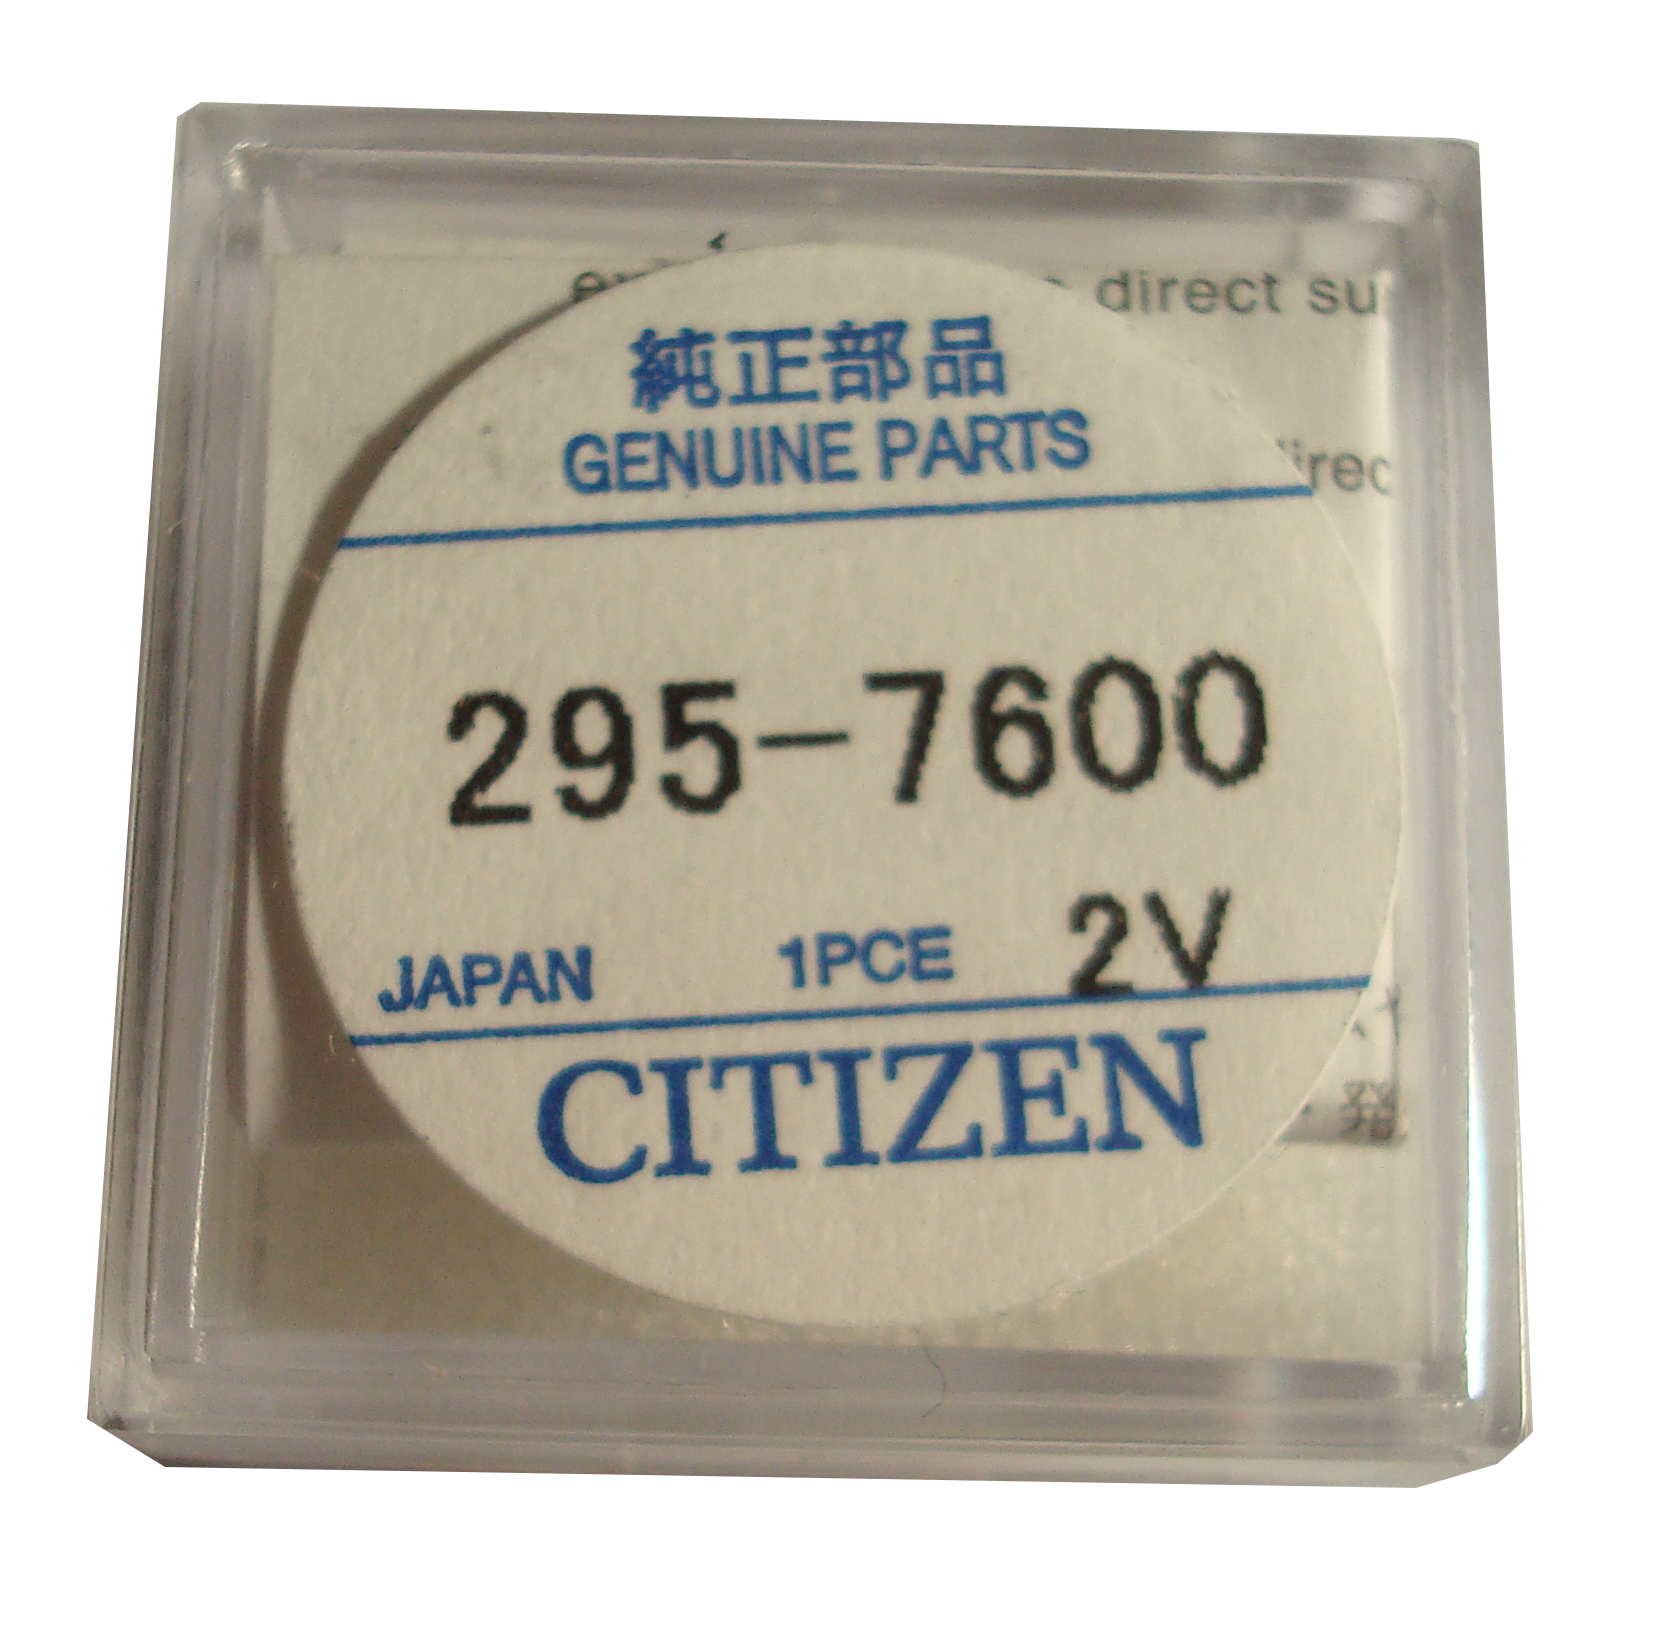 direct su
純正部品
GENUINE PARTS
295-7600
JAPAN 1PCE 2V
CITIZEN